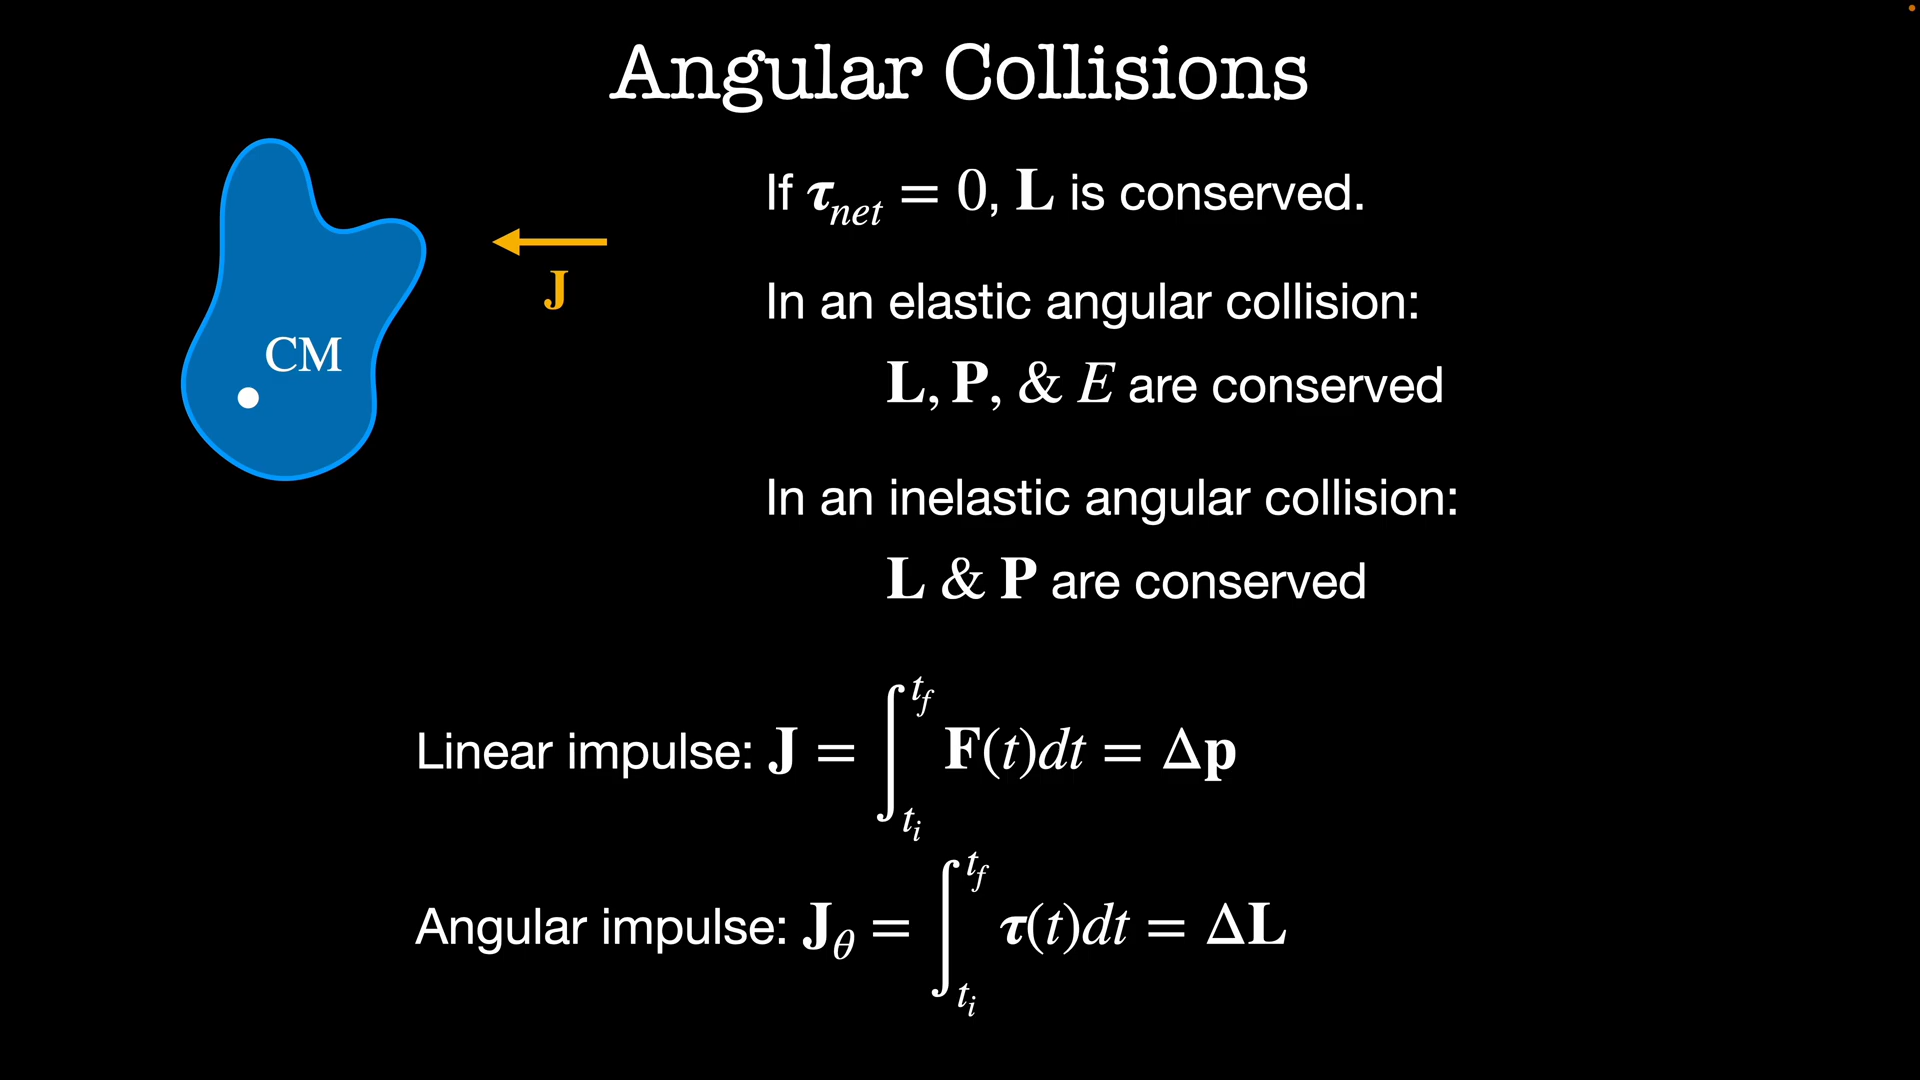 Angular Collisions
If 𝛕_net = 0, 𝐋 is conserved.
In an elastic angular collision:
𝐋, 𝐏, & E are conserved
In an inelastic angular collision:
𝐋 & 𝐏 are conserved
J
CM
Linear impulse: 𝐉 = ∫_{t_i}^{t_f} 𝐅(t)dt = Δ𝐩
Angular impulse: 𝐉_θ = ∫_{t_i}^{t_f} 𝛕(t)dt = Δ𝐋